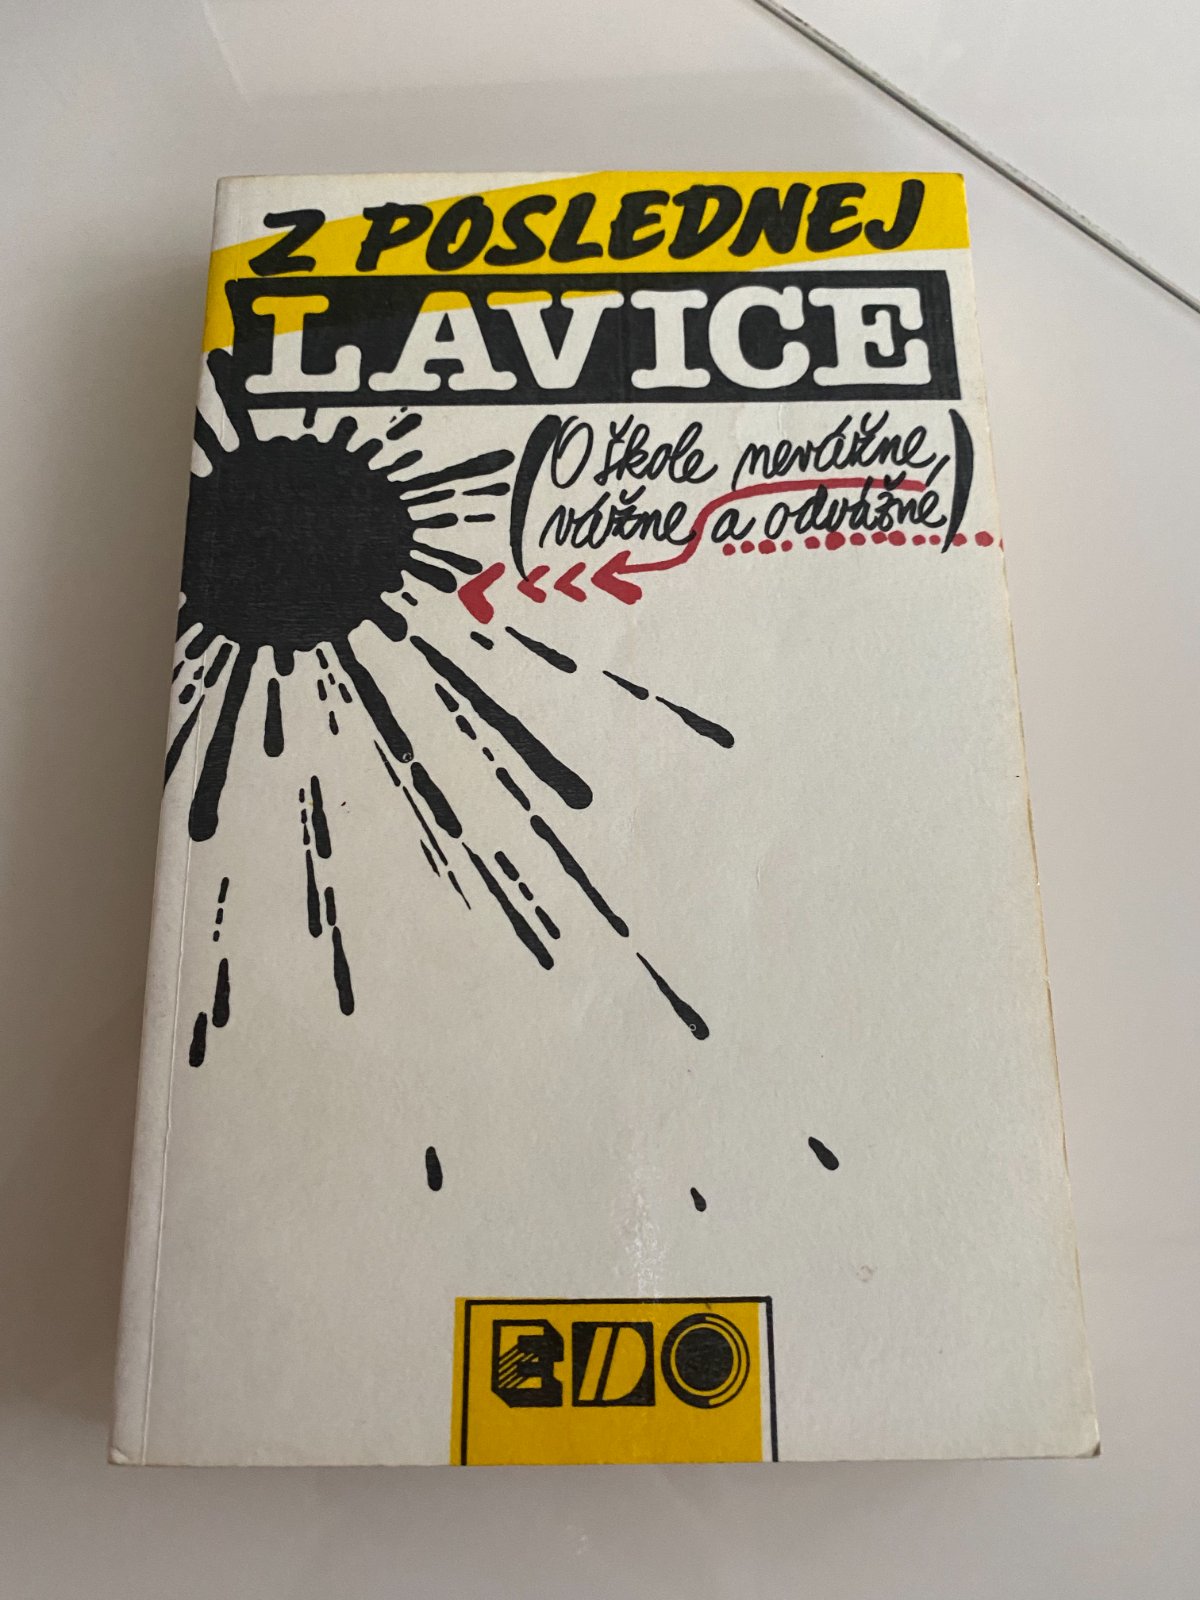 Z POSLEDNEJ
LAVICE
(O škole nevážne,
vážne a odvážne)
EDO